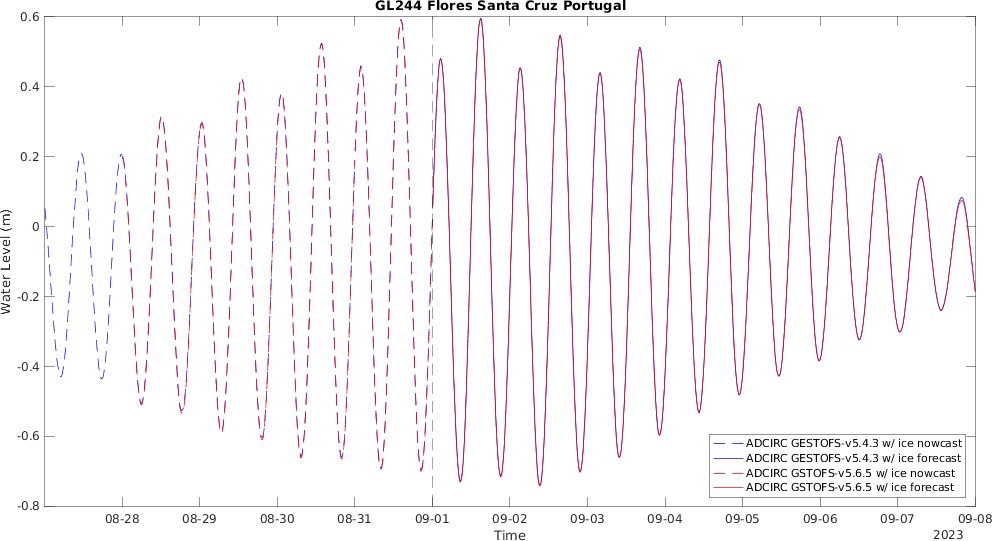 GL244 Flores Santa Cruz Portugal
Water Level (m)
0.6
0.4
0.2
0
-0.2
-0.4
-0.6
-0.8
ADCIRC GESTOFS-v5.4.3 w/ ice nowcast
ADCIRC GESTOFS-v5.4.3 w/ ice forecast
ADCIRC GSTOFS-v5.6.5 w/ ice nowcast
ADCIRC GSTOFS-v5.6.5 w/ ice forecast
08-28 08-29 08-30 08-31 09-01 09-02 09-03 09-04 09-05 09-06 09-07 09-08
Time
2023